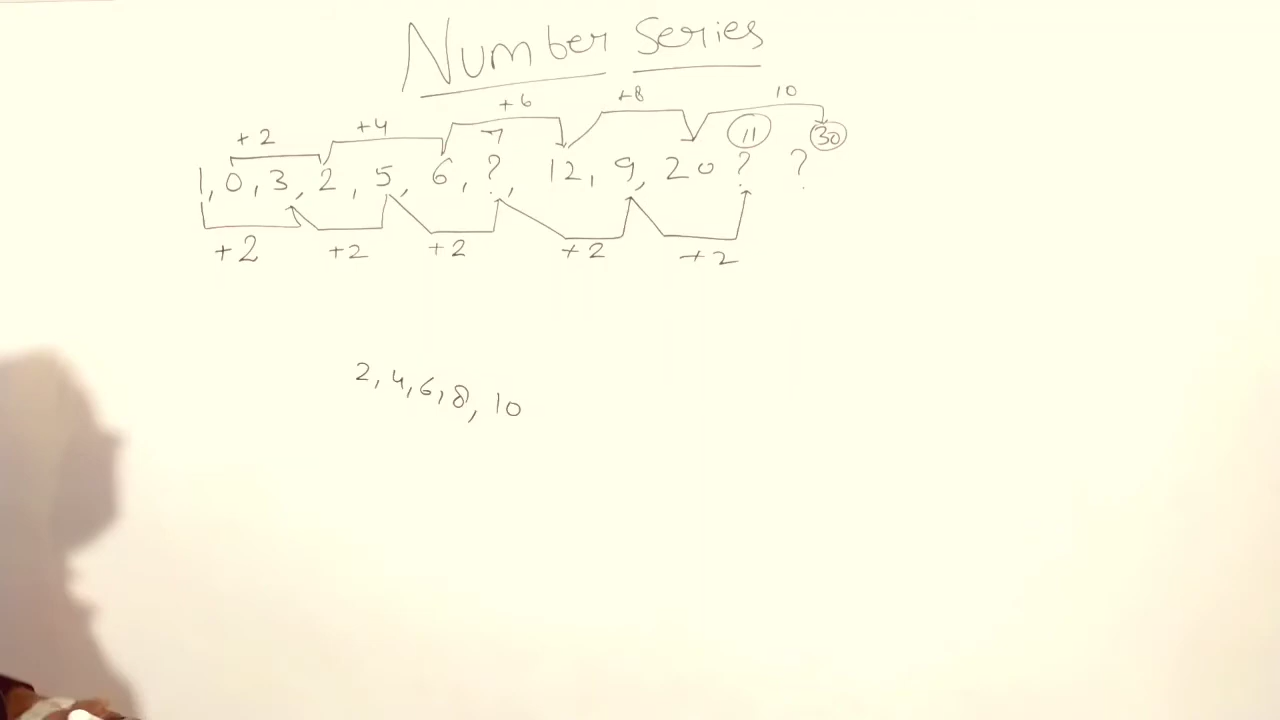 Number Series
+2 +4 +6 +8 10
7 11 30
1, 0, 3, 2, 5, 6, ?, 12, 9, 20 ? ?
+2 +2 +2 +2 +2
2, 4, 6, 8, 10